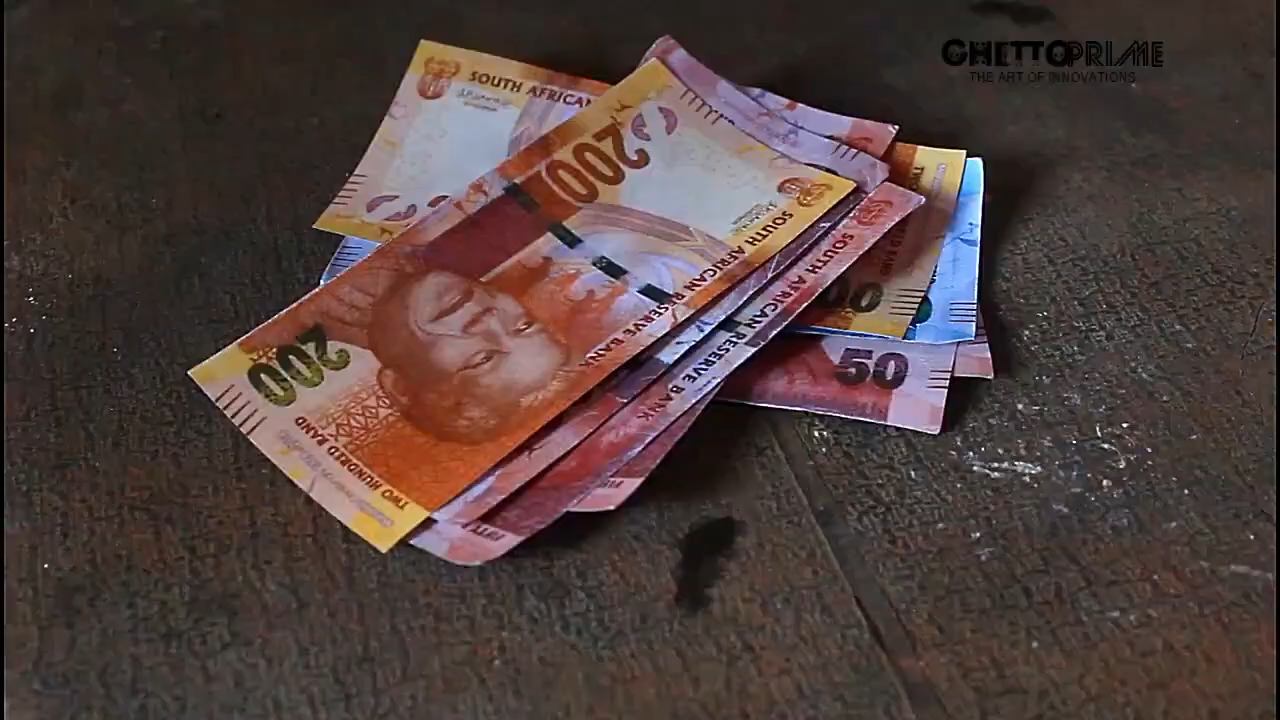 GHETTOPRIME
THE ART OF INNOVATIONS
SOUTH AFRICAN
200
SOUTH AFRICAN RESERVE BANK
200
TWO HUNDRED RAND
SOUTH AFRICAN RESERVE BANK
FIFTY
50